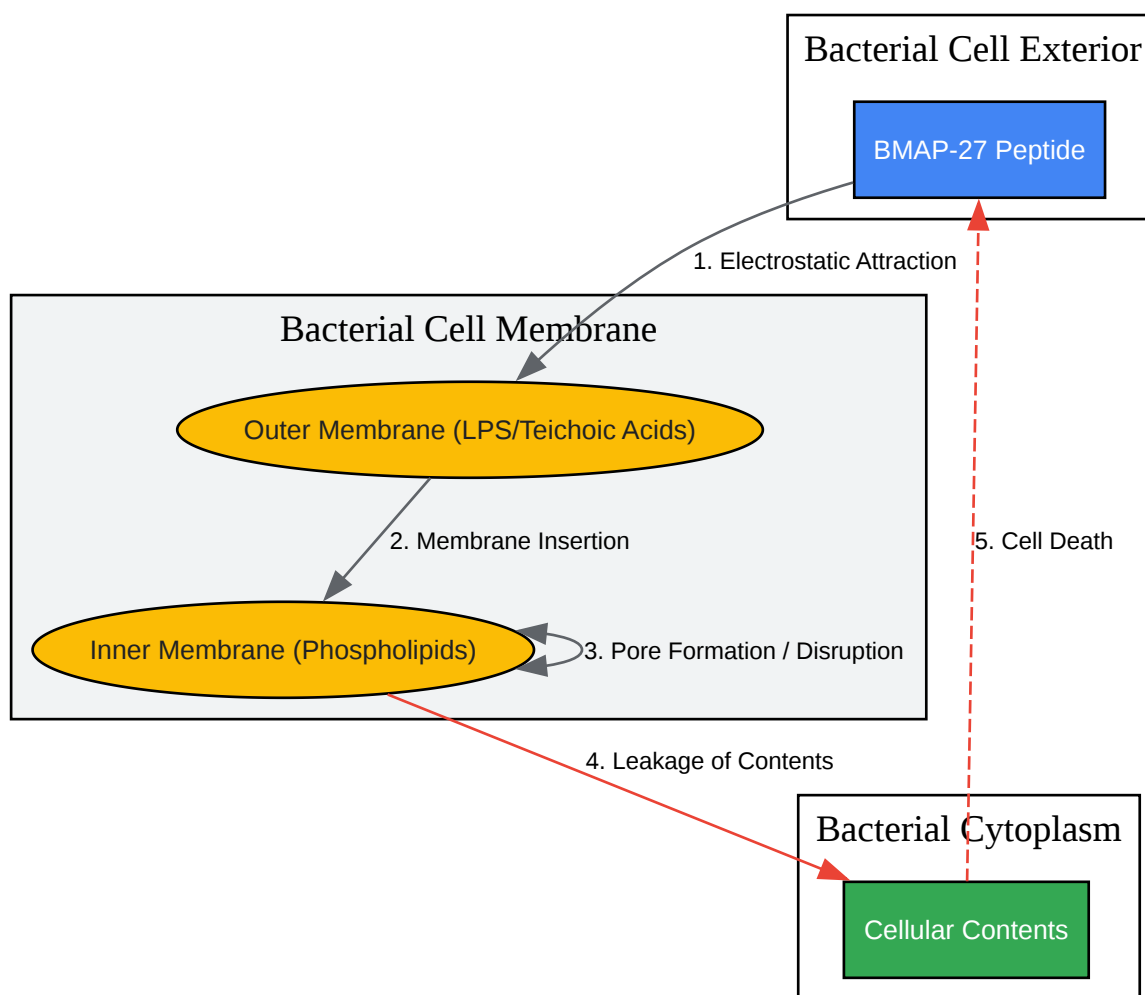 Bacterial Cell Exterior
BMAP-27 Peptide
1. Electrostatic Attraction
Bacterial Cell Membrane
Outer Membrane (LPS/Teichoic Acids)
2. Membrane Insertion
5. Cell Death
Inner Membrane (Phospholipids)
3. Pore Formation / Disruption
4. Leakage of Contents
Bacterial Cytoplasm
Cellular Contents